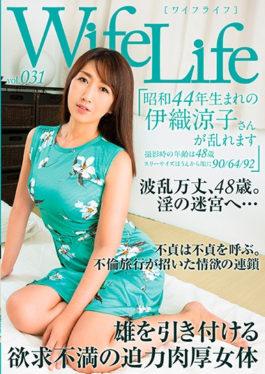 Wife Life
[ワイフライフ]
vol.031
「昭和44年生まれの
伊織涼子さん
が乱れます
撮影時の年齢は48歳
スリーサイズはうえから順に90/64/92」
波乱万丈、48歳。
淫の迷宮へ…
不貞は不貞を呼ぶ。
不倫旅行が招いた情欲の連鎖
雄を引き付ける
欲求不満の迫力肉厚女体